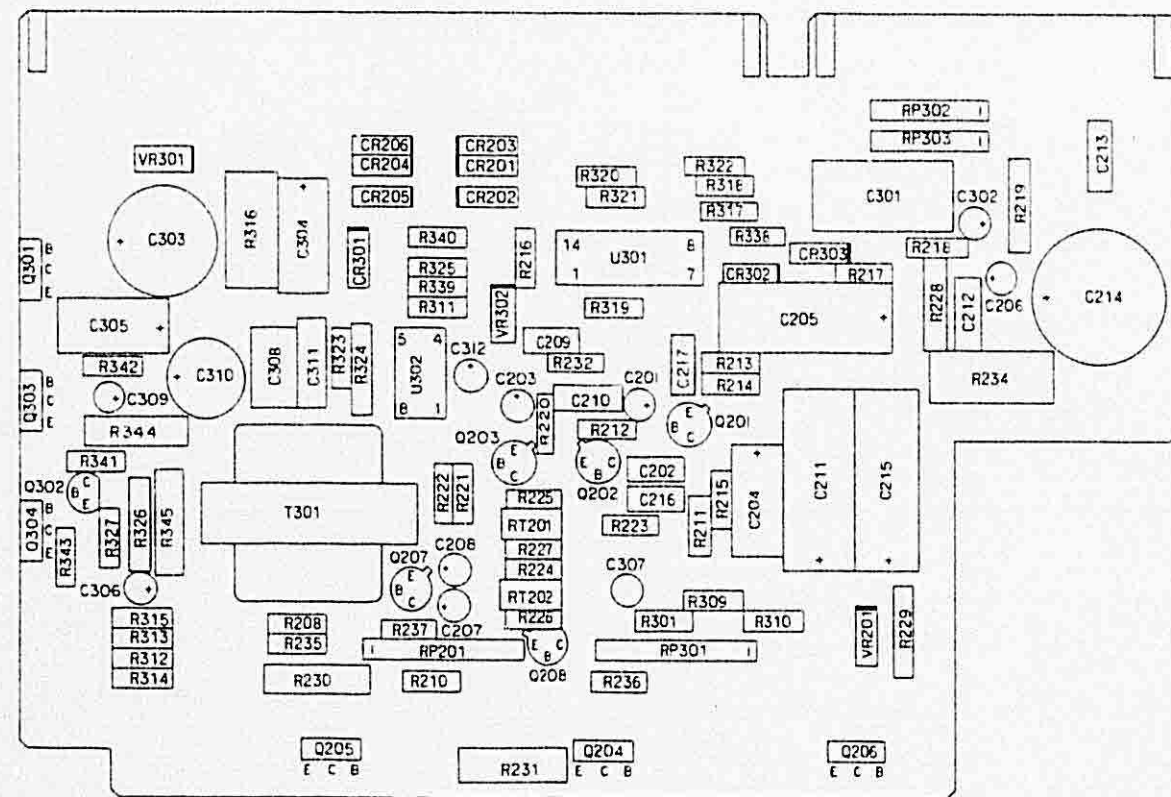 RP302
RP303
C213
CR206
CR203
CR204
CR201
VR301
CR205
CR202
R320
R321
R322
R318
R317
C301
C302
R219
R316
C304
C303
CR301
R340
R216
14
8
U301
1
7
R338
CR303
R218
Q301
B
C
E
R325
R339
R311
VR302
R319
CR302
R217
C205
R228
C212
C206
C214
C305
R342
C310
C308
C311
R323
R324
5
4
U302
8
1
C312
C209
R232
C217
R213
R214
R234
Q303
B
C
E
C309
R344
C203
R220
C210
C201
R212
E
B
C
Q201
Q203
E
B
C
E
C
B
Q202
C202
C216
R223
R211
R215
C204
C211
C215
R341
Q302
C
B
E
Q304
B
C
E
R343
R327
R326
R345
T301
R222
R221
R225
RT201
R227
R224
RT202
R226
C306
Q207
E
B
C
C208
C207
C307
R309
R301
R310
VR201
R229
R315
R313
R312
R314
R208
R235
R230
R237
RP201
R210
E
C
B
Q208
RP301
R236
Q205
E C B
R231
Q204
E C B
Q206
E C B